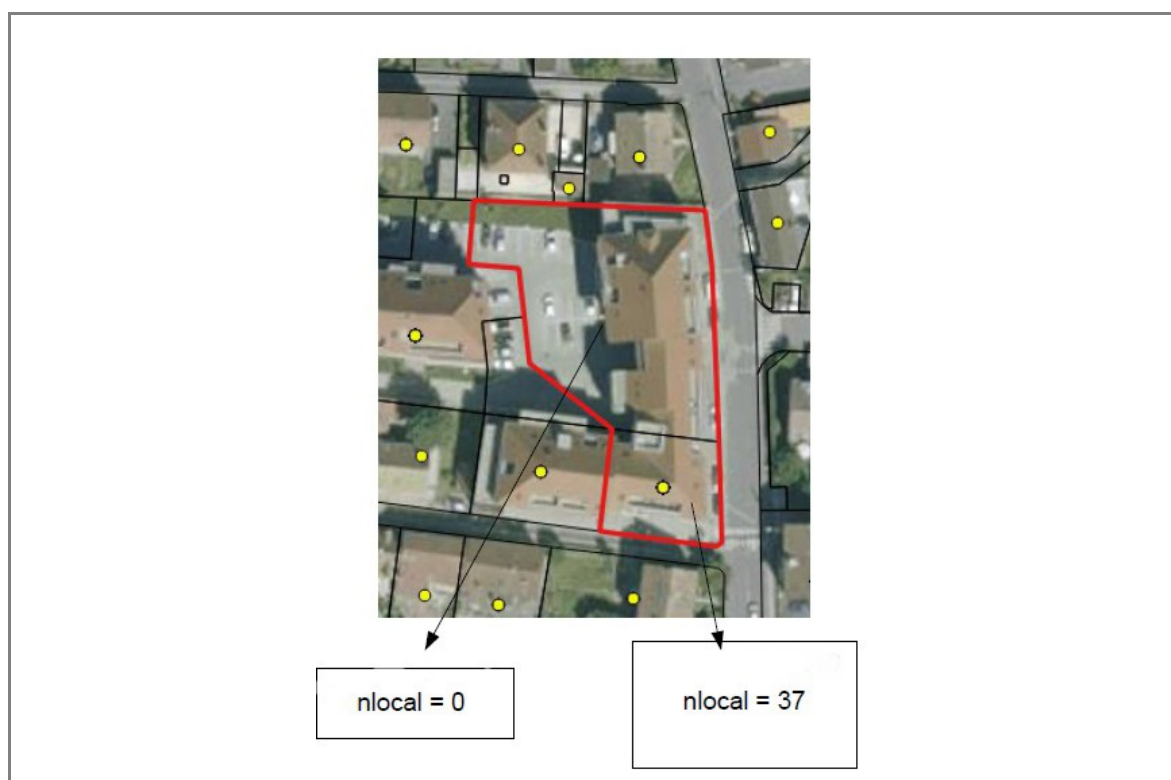 nlocal = 0
nlocal = 37